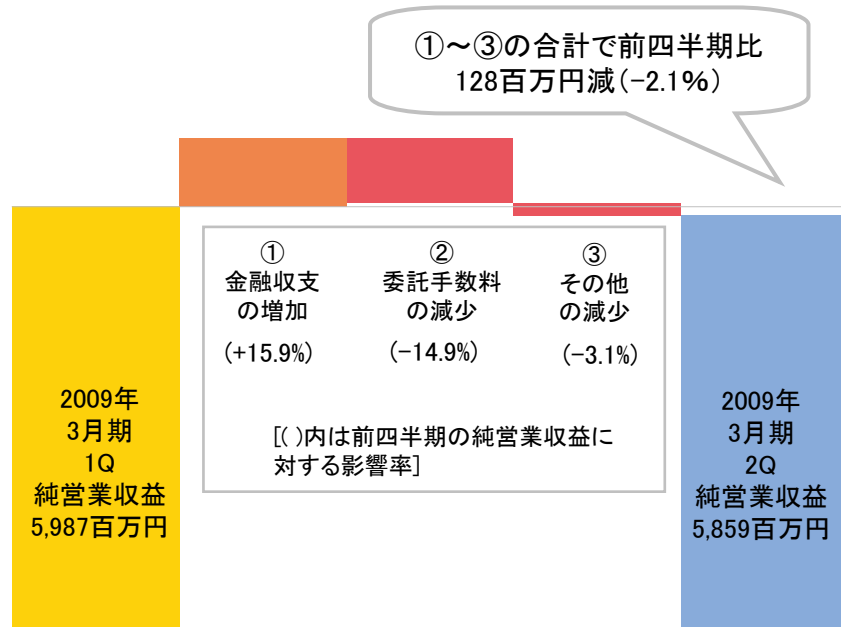 ①～③の合計で前四半期比
128百万円減(−2.1%)
①
金融収支
の増加
(+15.9%)
②
委託手数料
の減少
(−14.9%)
③
その他
の減少
(−3.1%)
[( )内は前四半期の純営業収益に
対する影響率]
2009年
3月期
1Q
純営業収益
5,987百万円
2009年
3月期
2Q
純営業収益
5,859百万円